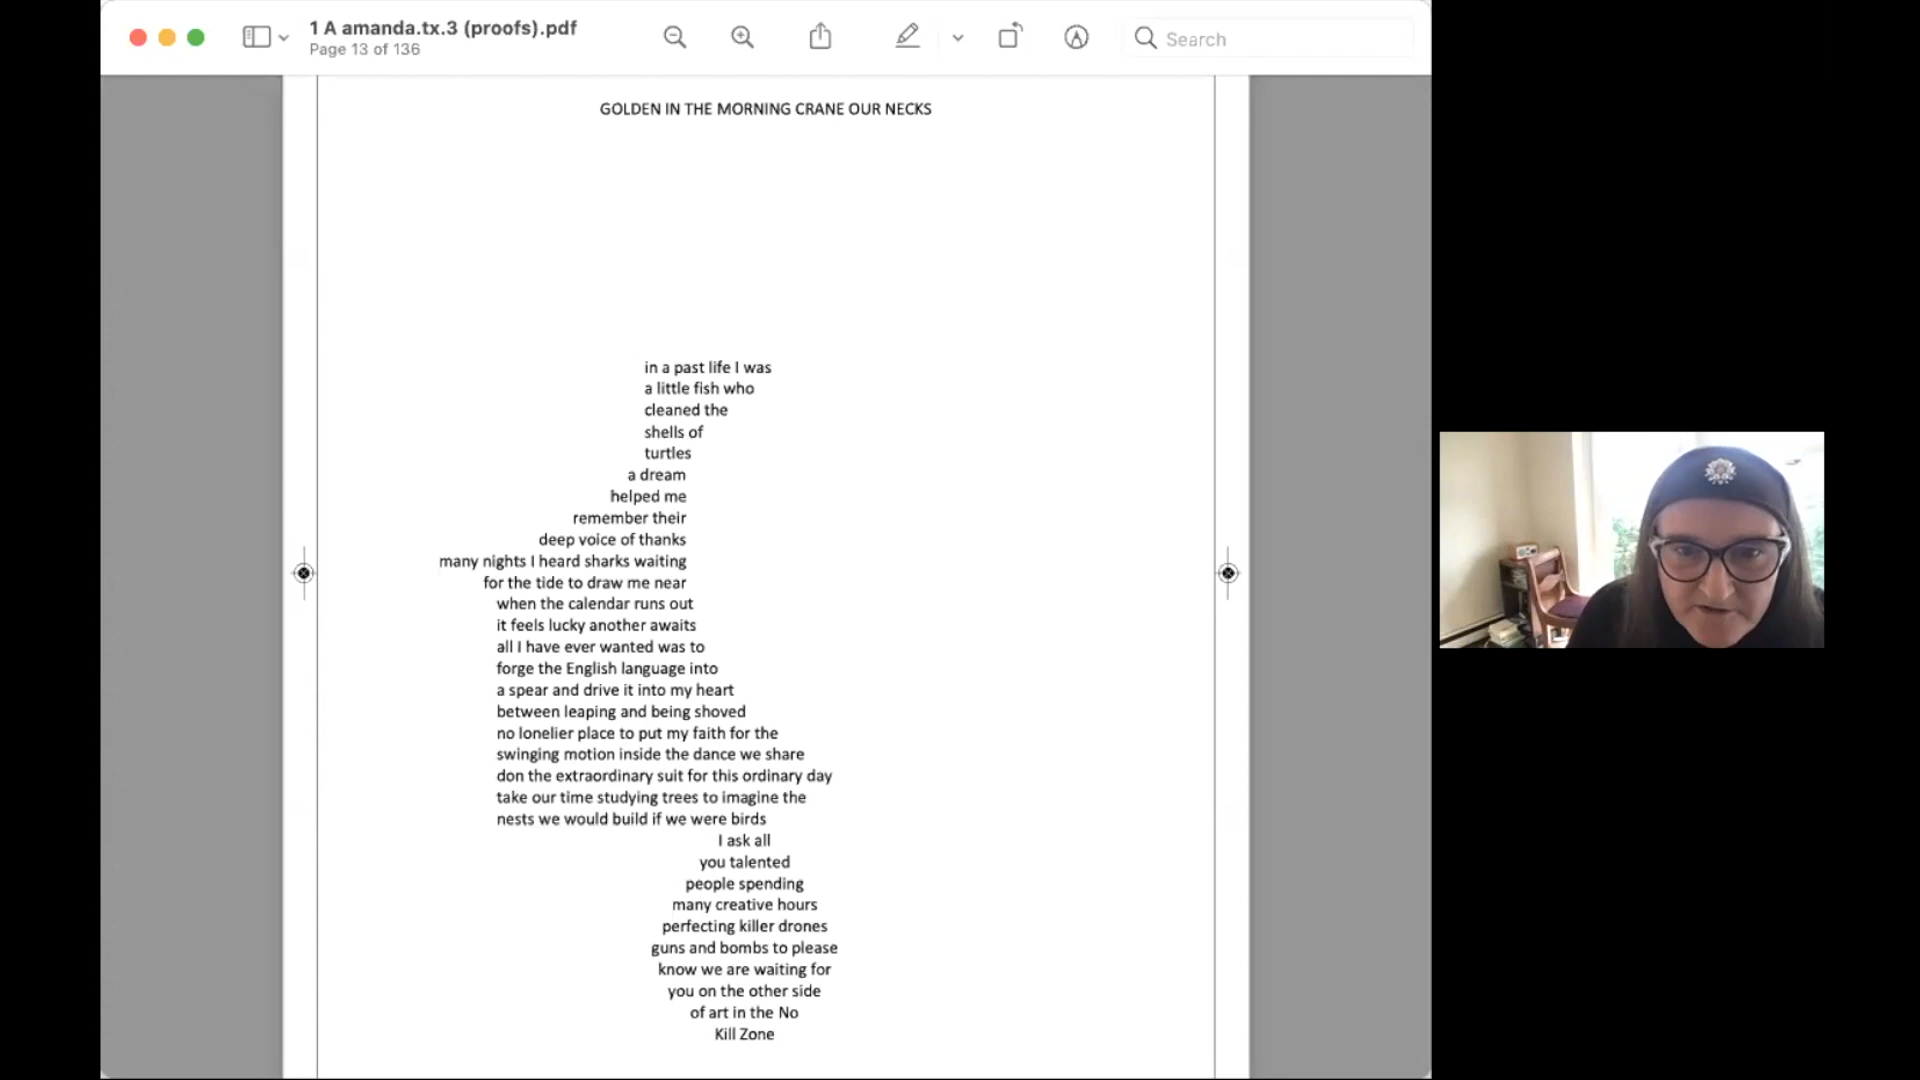 1 A amanda.tx.3 (proofs).pdf
Page 13 of 136
Search
GOLDEN IN THE MORNING CRANE OUR NECKS
in a past life I was
a little fish who
cleaned the
shells of
turtles
a dream
helped me
remember their
deep voice of thanks
many nights I heard sharks waiting
for the tide to draw me near
when the calendar runs out
it feels lucky another awaits
all I have ever wanted was to
forge the English language into
a spear and drive it into my heart
between leaping and being shoved
no lonelier place to put my faith for the
swinging motion inside the dance we share
don the extraordinary suit for this ordinary day
take our time studying trees to imagine the
nests we would build if we were birds
I ask all
you talented
people spending
many creative hours
perfecting killer drones
guns and bombs to please
know we are waiting for
you on the other side
of art in the No
Kill Zone